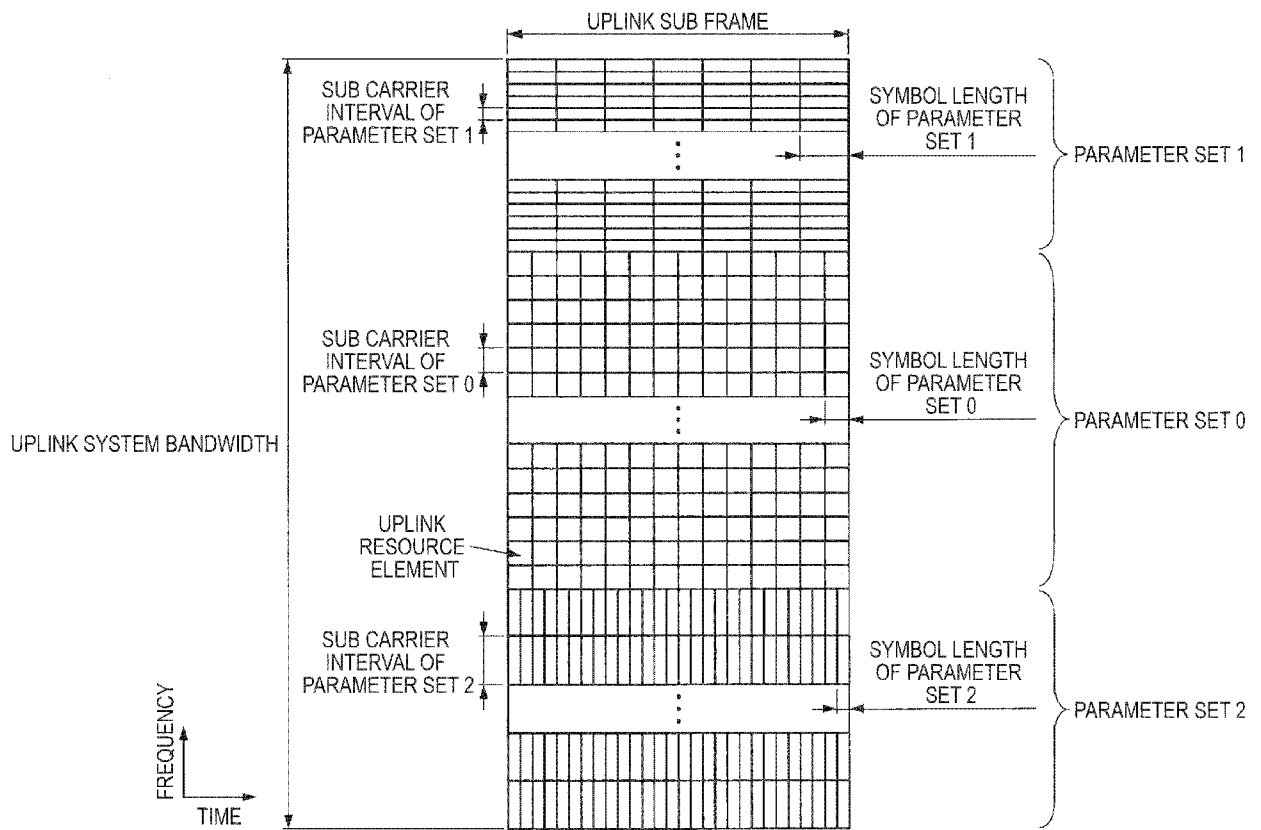 UPLINK SUB FRAME
SUB CARRIER
INTERVAL OF
PARAMETER SET 1
SYMBOL LENGTH
OF PARAMETER
SET 1
PARAMETER SET 1
SUB CARRIER
INTERVAL OF
PARAMETER SET 0
SYMBOL LENGTH
OF PARAMETER
SET 0
PARAMETER SET 0
UPLINK SYSTEM BANDWIDTH
UPLINK
RESOURCE
ELEMENT
SUB CARRIER
INTERVAL OF
PARAMETER SET 2
SYMBOL LENGTH
OF PARAMETER
SET 2
PARAMETER SET 2
FREQUENCY
TIME